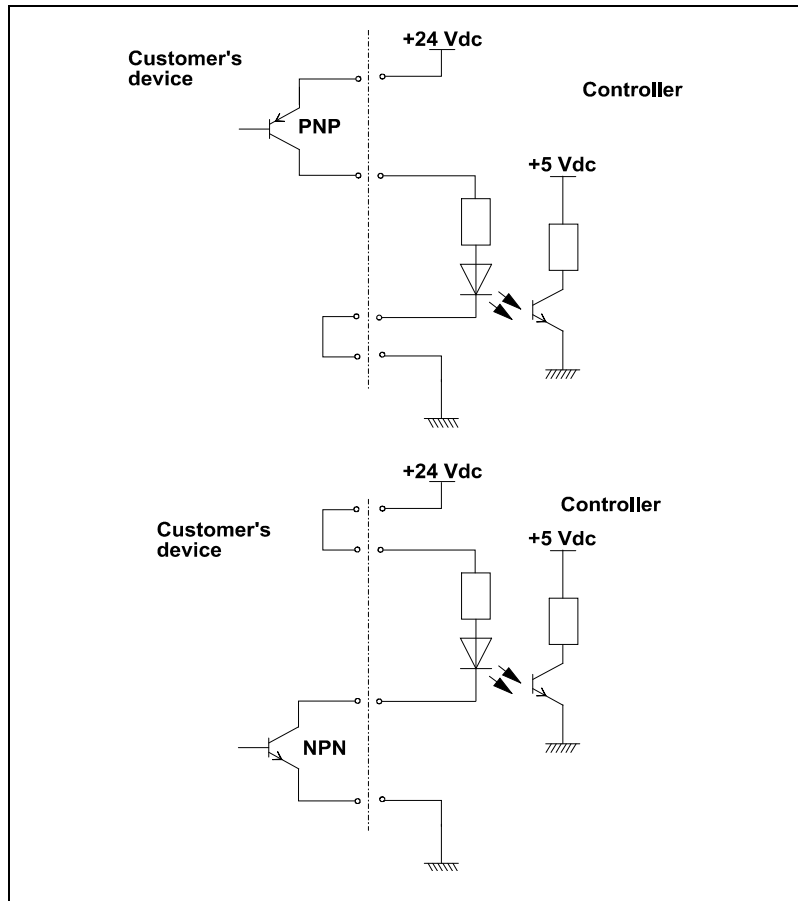 +24 Vdc
Customer's
device
Controller
PNP
+5 Vdc
+24 Vdc
Controller
Customer's
device
+5 Vdc
NPN